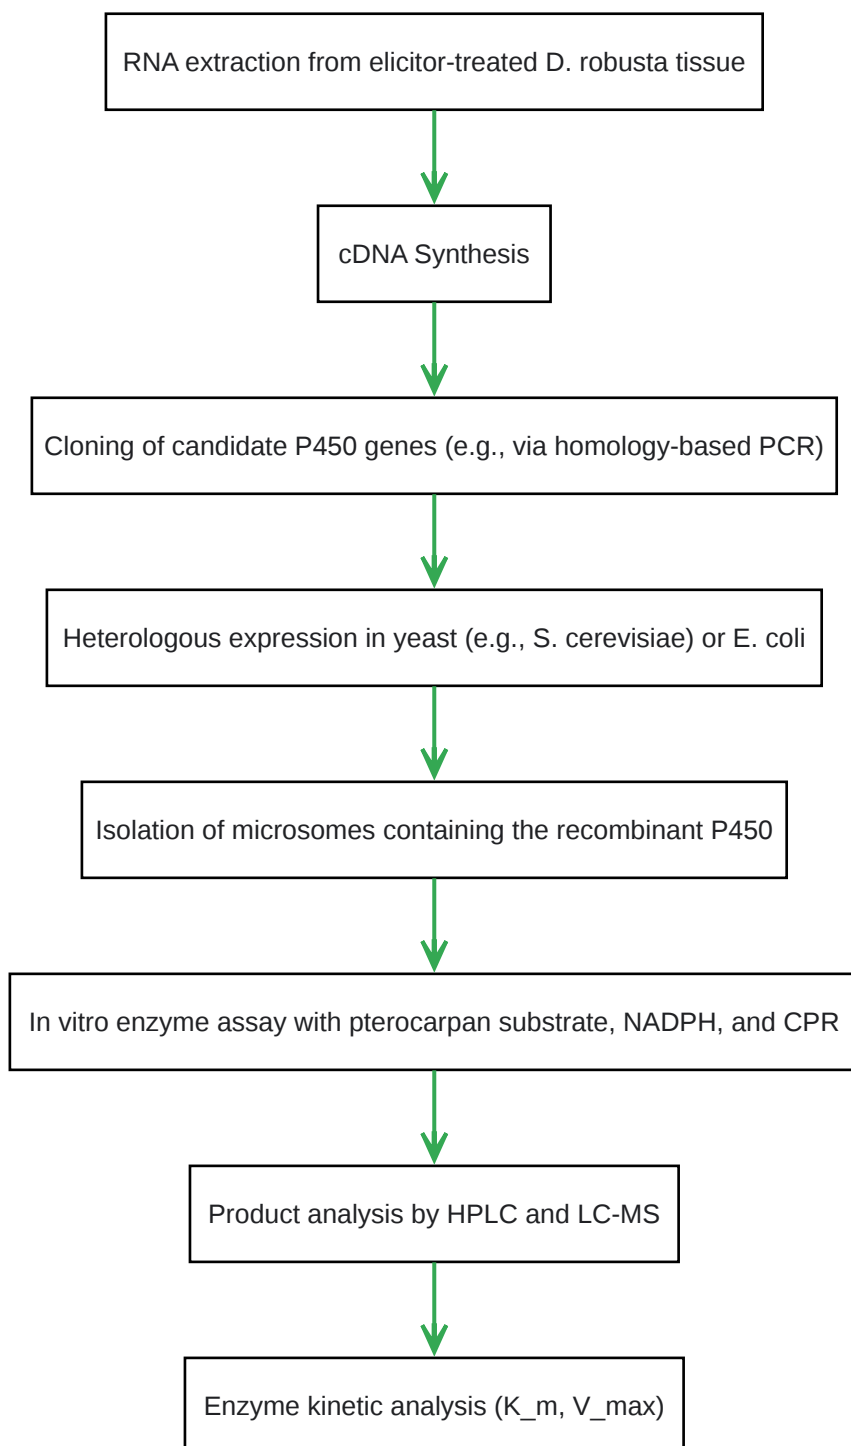 RNA extraction from elicitor-treated D. robusta tissue
cDNA Synthesis
Cloning of candidate P450 genes (e.g., via homology-based PCR)
Heterologous expression in yeast (e.g., S. cerevisiae) or E. coli
Isolation of microsomes containing the recombinant P450
In vitro enzyme assay with pterocarpan substrate, NADPH, and CPR
Product analysis by HPLC and LC-MS
Enzyme kinetic analysis (K_m, V_max)